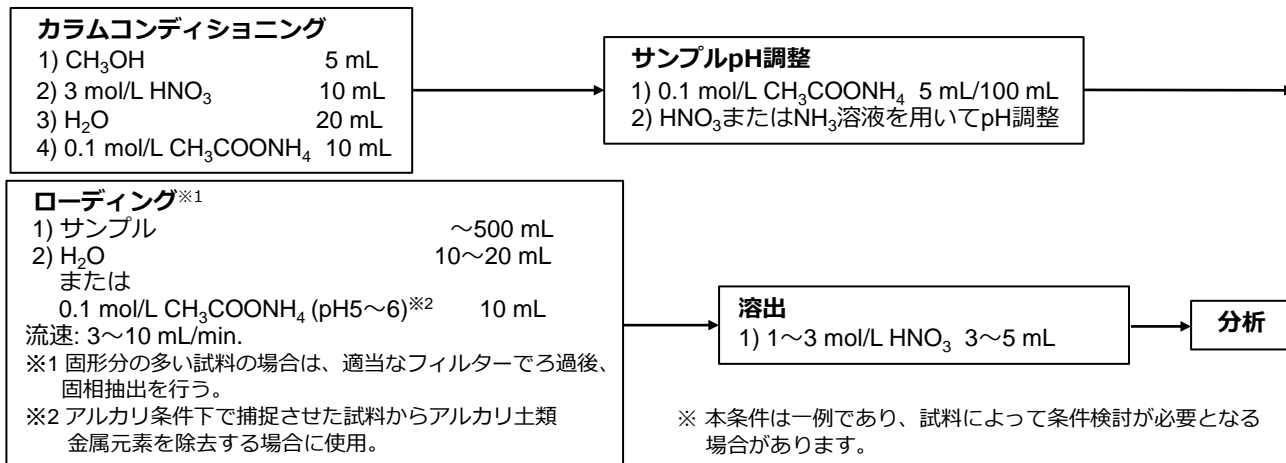 カラムコンディショニング
1) CH₃OH 5 mL
2) 3 mol/L HNO₃ 10 mL
3) H₂O 20 mL
4) 0.1 mol/L CH₃COONH₄ 10 mL
サンプルpH調整
1) 0.1 mol/L CH₃COONH₄ 5 mL/100 mL
2) HNO₃またはNH₃溶液を用いてpH調整
ローディング※1
1) サンプル ～500 mL
2) H₂O 10～20 mL
または
0.1 mol/L CH₃COONH₄ (pH5～6)※2 10 mL
流速: 3～10 mL/min.
※1 固形分の多い試料の場合は、適当なフィルターでろ過後、
固相抽出を行う。
※2 アルカリ条件下で捕捉させた試料からアルカリ土類
金属元素を除去する場合に使用。
溶出
1) 1～3 mol/L HNO₃ 3～5 mL
分析
※ 本条件は一例であり、試料によって条件検討が必要となる
場合があります。